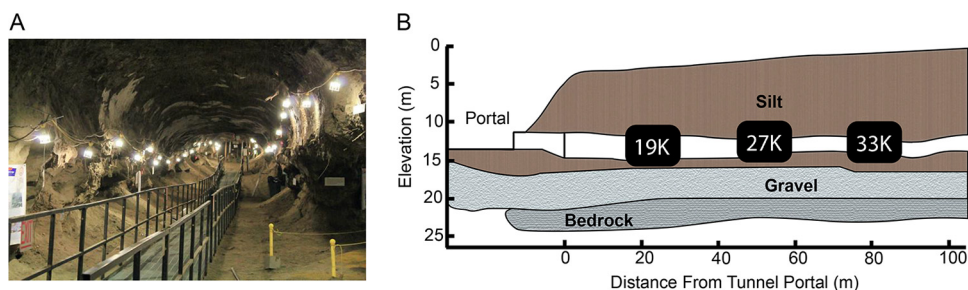 A
B
0
5
10
15
20
25
Elevation (m)
Portal
Silt
19K
27K
33K
Gravel
Bedrock
0
20
40
60
80
100
Distance From Tunnel Portal (m)